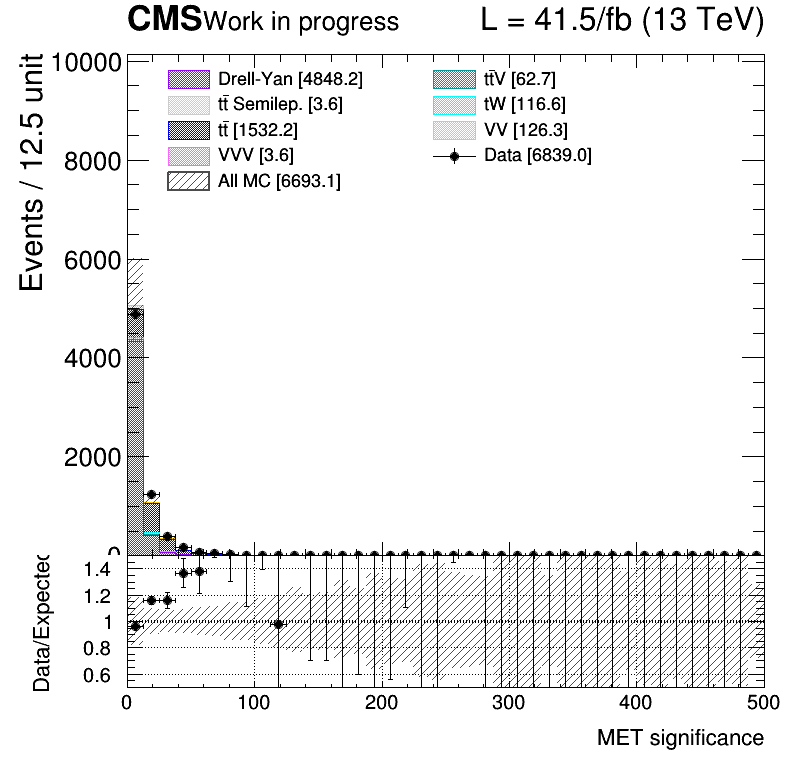 CMS Work in progress L = 41.5/fb (13 TeV)
Events / 12.5 unit
10000
8000
6000
4000
2000
0
Drell-Yan [4848.2]
tt̄ Semilep. [3.6]
tt̄ [1532.2]
VVV [3.6]
All MC [6693.1]
tt̄V [62.7]
tW [116.6]
VV [126.3]
Data [6839.0]
Data/Expected
1.4
1.2
1
0.8
0.6
0 100 200 300 400 500
MET significance